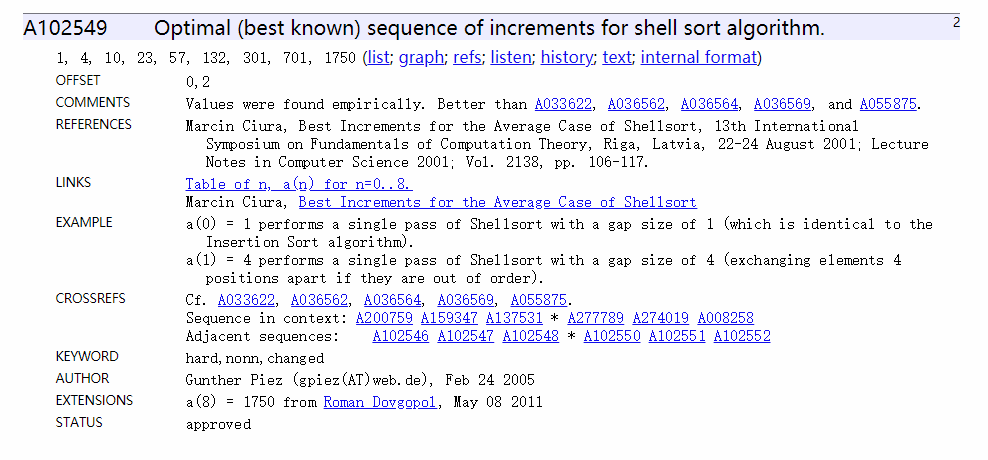 A102549 Optimal (best known) sequence of increments for shell sort algorithm. 2
1, 4, 10, 23, 57, 132, 301, 701, 1750 (list; graph; refs; listen; history; text; internal format)
OFFSET 0,2
COMMENTS Values were found empirically. Better than A033622, A036562, A036564, A036569, and A055875.
REFERENCES Marcin Ciura, Best Increments for the Average Case of Shellsort, 13th International
Symposium on Fundamentals of Computation Theory, Riga, Latvia, 22-24 August 2001; Lecture
Notes in Computer Science 2001; Vol. 2138, pp. 106-117.
LINKS Table of n, a(n) for n=0..8.
Marcin Ciura, Best Increments for the Average Case of Shellsort
EXAMPLE a(0) = 1 performs a single pass of Shellsort with a gap size of 1 (which is identical to the
Insertion Sort algorithm).
a(1) = 4 performs a single pass of Shellsort with a gap size of 4 (exchanging elements 4
positions apart if they are out of order).
CROSSREFS Cf. A033622, A036562, A036564, A036569, A055875.
Sequence in context: A200759 A159347 A137531 * A277789 A274019 A008258
Adjacent sequences: A102546 A102547 A102548 * A102550 A102551 A102552
KEYWORD hard,nonn,changed
AUTHOR Gunther Piez (gpiez(AT)web.de), Feb 24 2005
EXTENSIONS a(8) = 1750 from Roman Dovgopol, May 08 2011
STATUS approved